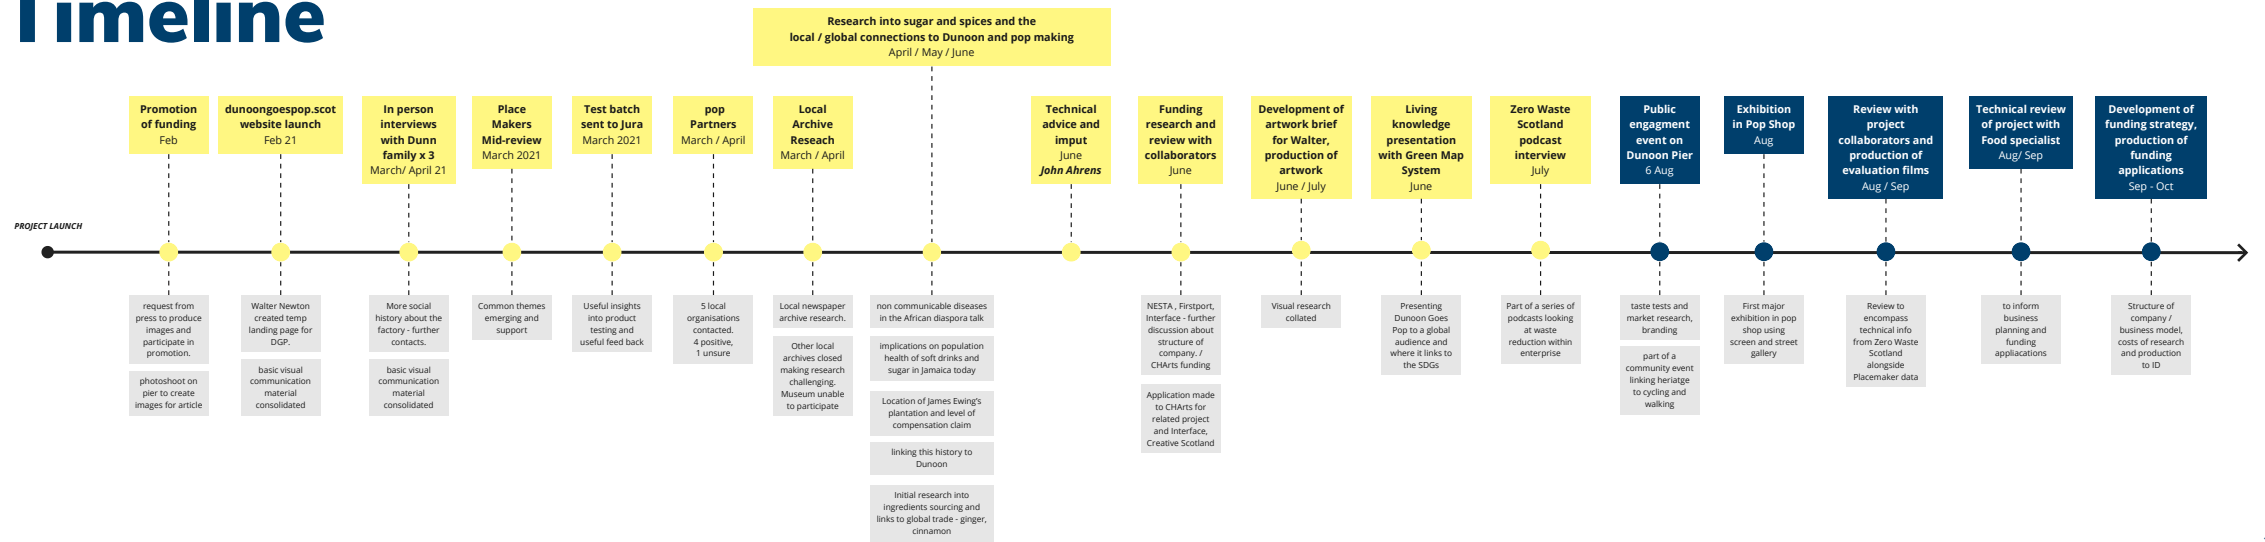 Timeline
Research into sugar and spices and the
local / global connections to Dunoon and pop making
April / May / June
Promotion
of funding
Feb
dunoongoespop.scot
website launch
Feb 21
In person
interviews
with Dunn
family x 3
March/ April 21
Place
Makers
Mid-review
March 2021
Test batch
sent to Jura
March 2021
pop
Partners
March / April
Local
Archive
Reseach
March / April
Technical
advice and
imput
June
John Ahrens
Funding
research and
review with
collaborators
June
Development of
artwork brief
for Walter,
production of
artwork
June / July
Living
knowledge
presentation
with Green Map
System
June
Zero Waste
Scotland
podcast
interview
July
Public
engagment
event on
Dunoon Pier
6 Aug
Exhibition
in Pop Shop
Aug
Review with
project
collaborators and
production of
evaluation films
Aug / Sep
Technical review
of project with
Food specialist
Aug/ Sep
Development of
funding strategy,
production of
funding
applications
Sep - Oct
PROJECT LAUNCH
request from
press to produce
images and
participate in
promotion.
photoshoot on
pier to create
images for article
Walter Newton
created temp
landing page for
DGP.
basic visual
communication
material
consolidated
More social
history about the
factory - further
contacts.
basic visual
communication
material
consolidated
Common themes
emerging and
support
Useful insights
into product
testing and
useful feed back
5 local
organisations
contacted.
4 positive,
1 unsure
Local newspaper
archive research.
Other local
archives closed
making research
challenging.
Museum unable
to participate
non communicable diseases
in the African diaspora talk
implications on population
health of soft drinks and
sugar in Jamaica today
Location of James Ewing's
plantation and level of
compensation claim
linking this history to
Dunoon
Initial research into
ingredients sourcing and
links to global trade - ginger,
cinnamon
NESTA , Firstport,
Interface - further
discussion about
structure of
company. /
CHArts funding
Application made
to CHArts for
related project
and Interface,
Creative Scotland
Visual research
collated
Presenting
Dunoon Goes
Pop to a global
audience and
where it links to
the SDGs
Part of a series of
podcasts looking
at waste
reduction within
enterprise
taste tests and
market research,
branding
part of a
community event
linking heriatge
to cycling and
walking
First major
exhibition in pop
shop using
screen and street
gallery
Review to
encompass
technical info
from Zero Waste
Scotland
alongside
Placemaker data
to inform
business
planning and
funding
appliacations
Structure of
company /
business model,
costs of research
and production
to ID